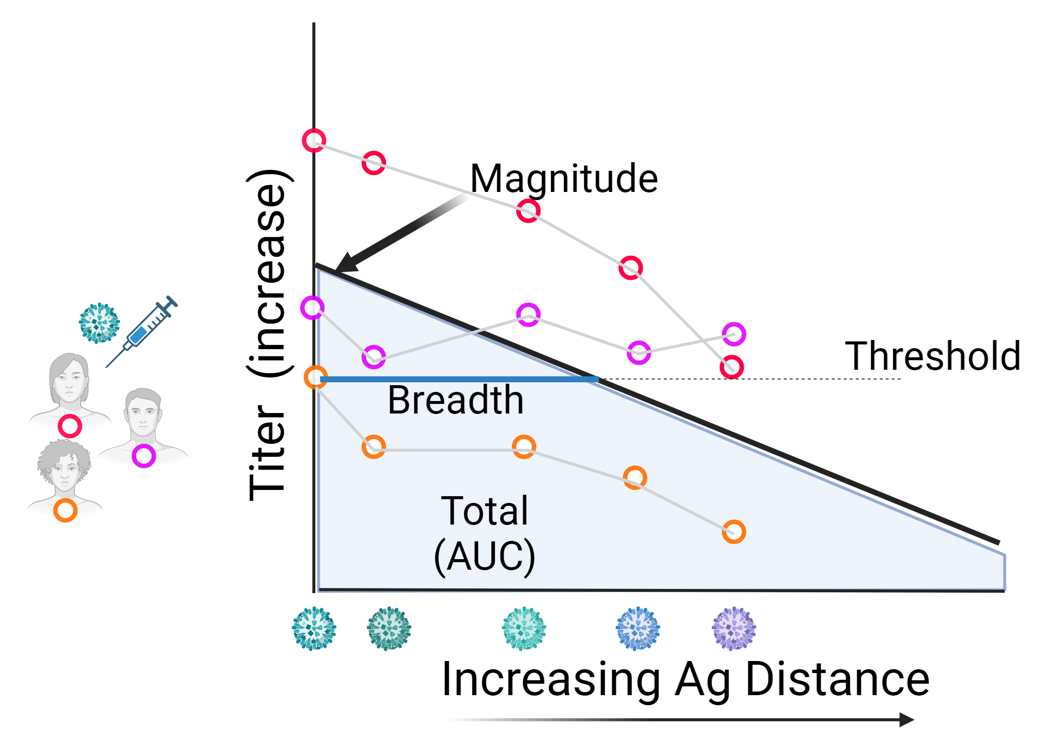 Magnitude
Titer (increase)
Threshold
Breadth
Total
(AUC)
Increasing Ag Distance